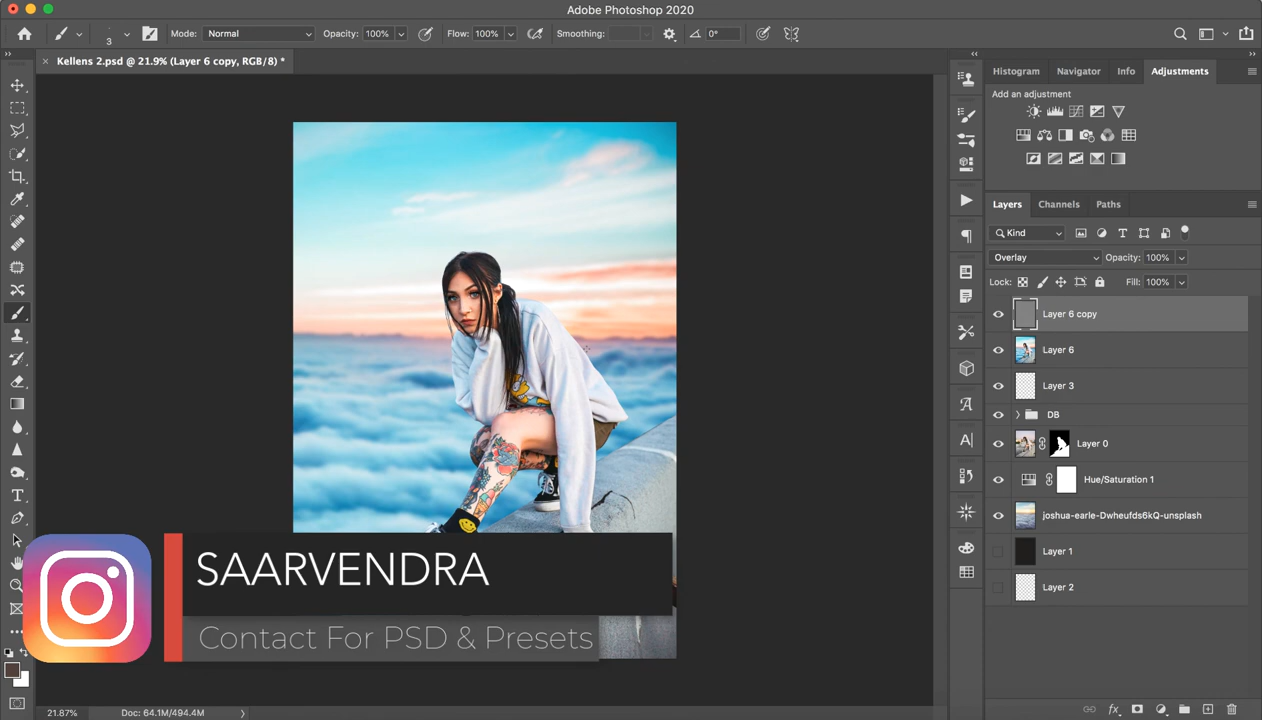 Adobe Photoshop 2020
3
Mode:
Normal
Opacity:
100%
Flow:
100%
Smoothing:
0°
Kellens 2.psd @ 21.9% (Layer 6 copy, RGB/8) *
Histogram
Navigator
Info
Adjustments
Add an adjustment
Layers
Channels
Paths
Kind
Overlay
Opacity:
100%
Lock:
Fill:
100%
Layer 6 copy
Layer 6
Layer 3
DB
Layer 0
Hue/Saturation 1
joshua-earle-Dwheufds6kQ-unsplash
Layer 1
Layer 2
SAARVENDRA
Contact For PSD & Presets
21.87%
Doc: 64.1M/494.4M